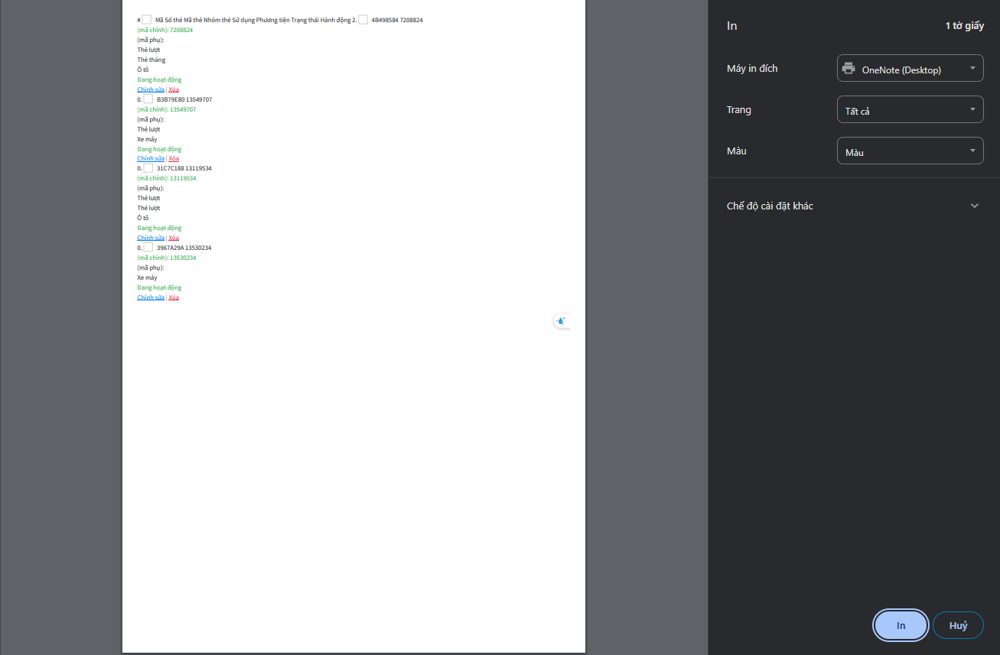 # Mã Số thẻ Mã thẻ Nhóm thẻ Sử dụng Phương tiện Trạng thái Hành động 2. 4B498584 7208824
(mã chính): 7208824
(mã phụ):
Thẻ lượt
Thẻ tháng
Ô tô
Đang hoạt động
Chỉnh sửa | Xóa
0. B3B79E80 13549707
(mã chính): 13549707
(mã phụ):
Thẻ lượt
Xe máy
Đang hoạt động
Chỉnh sửa | Xóa
0. 31C7C188 13119534
(mã chính): 13119534
(mã phụ):
Thẻ lượt
Thẻ lượt
Ô tô
Đang hoạt động
Chỉnh sửa | Xóa
0. 3967A29A 13530234
(mã chính): 13530234
(mã phụ):
Xe máy
Đang hoạt động
Chỉnh sửa | Xóa
In 1 tờ giấy
Máy in đích OneNote (Desktop)
Trang Tất cả
Màu Màu
Chế độ cài đặt khác
In Huỷ